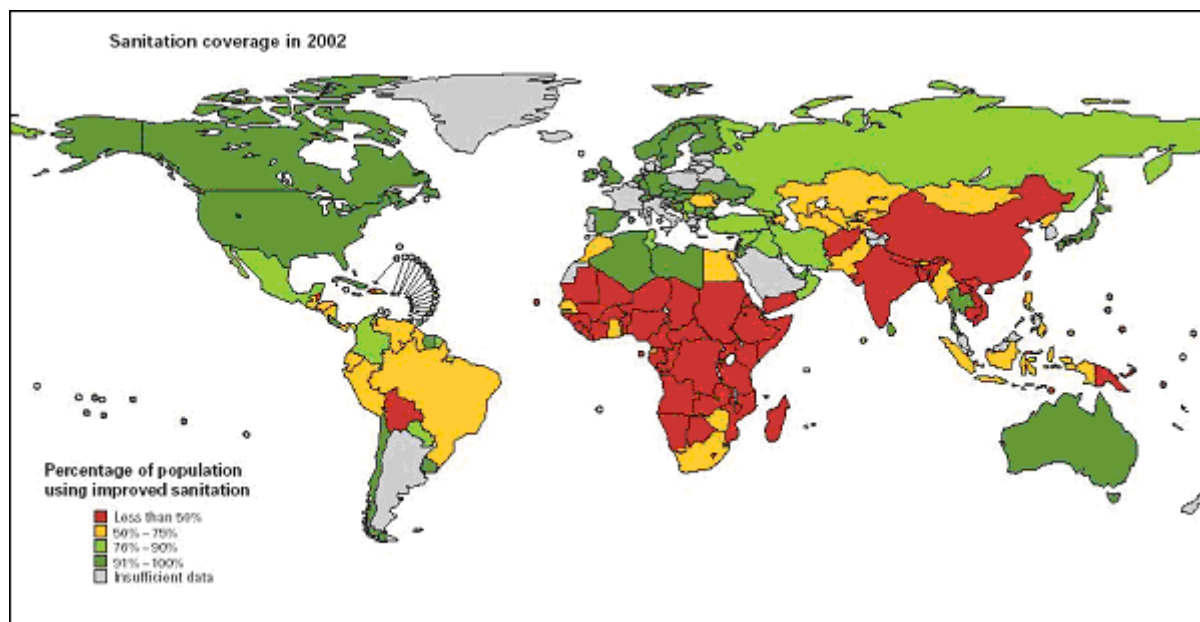 Sanitation coverage in 2002
Percentage of population
using improved sanitation
Less than 50%
50% – 75%
76% – 90%
91% – 100%
Insufficient data